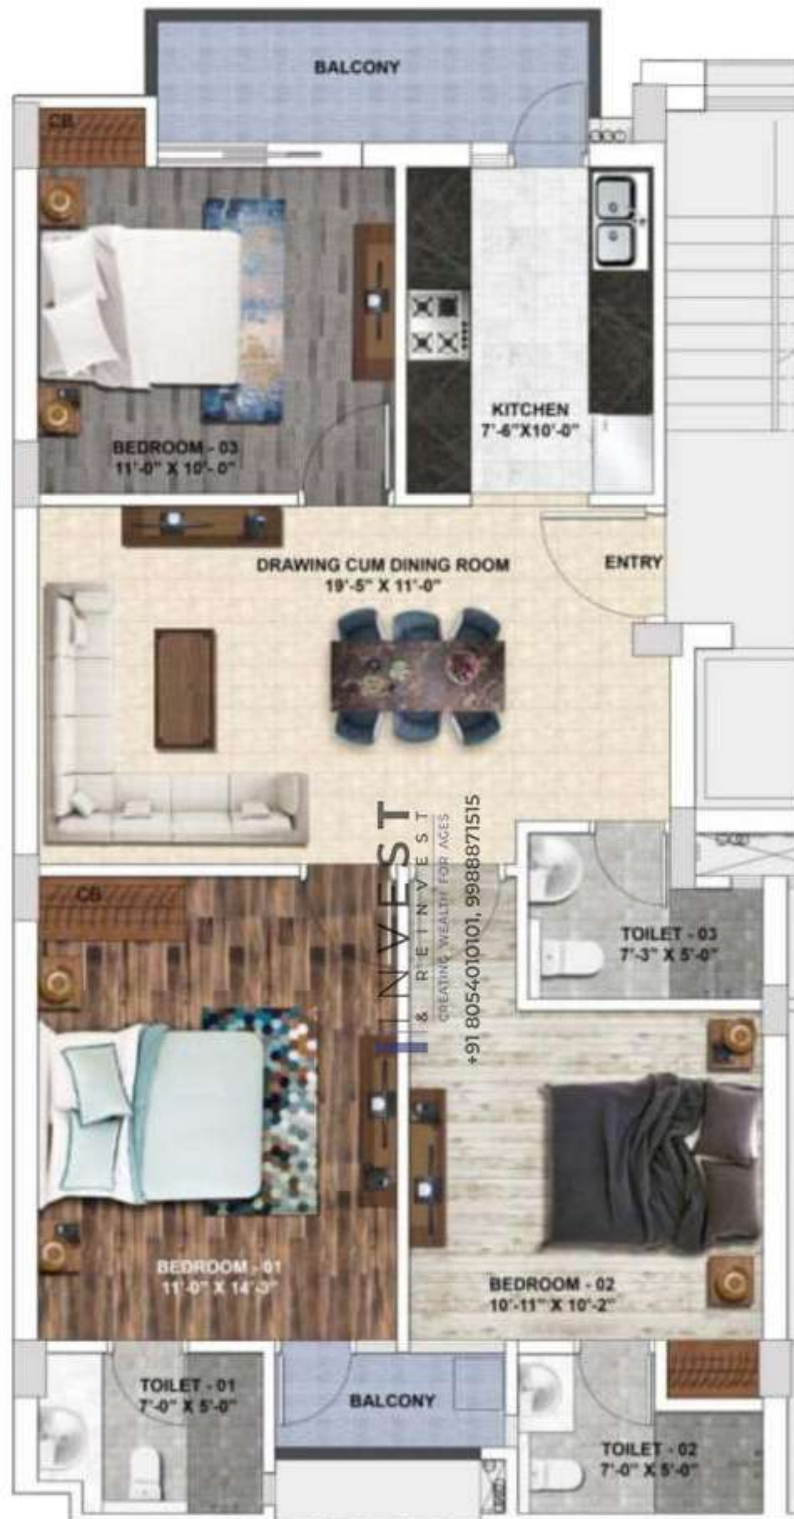 BALCONY
CB
KITCHEN
7'-6"X10'-0"
BEDROOM - 03
11'-0" X 10'- 0"
DRAWING CUM DINING ROOM
19'-5" X 11'-0"
ENTRY
INVEST
& REINVEST
CREATING WEALTH FOR AGES
+91 8054010101, 9988871515
CB
TOILET - 03
7'-3" X 5'-0"
BEDROOM - 01
11'-0" X 14'-3"
BEDROOM - 02
10'-11" X 10'-2"
TOILET - 01
7'-0" X 5'-0"
BALCONY
TOILET - 02
7'-0" X 5'-0"